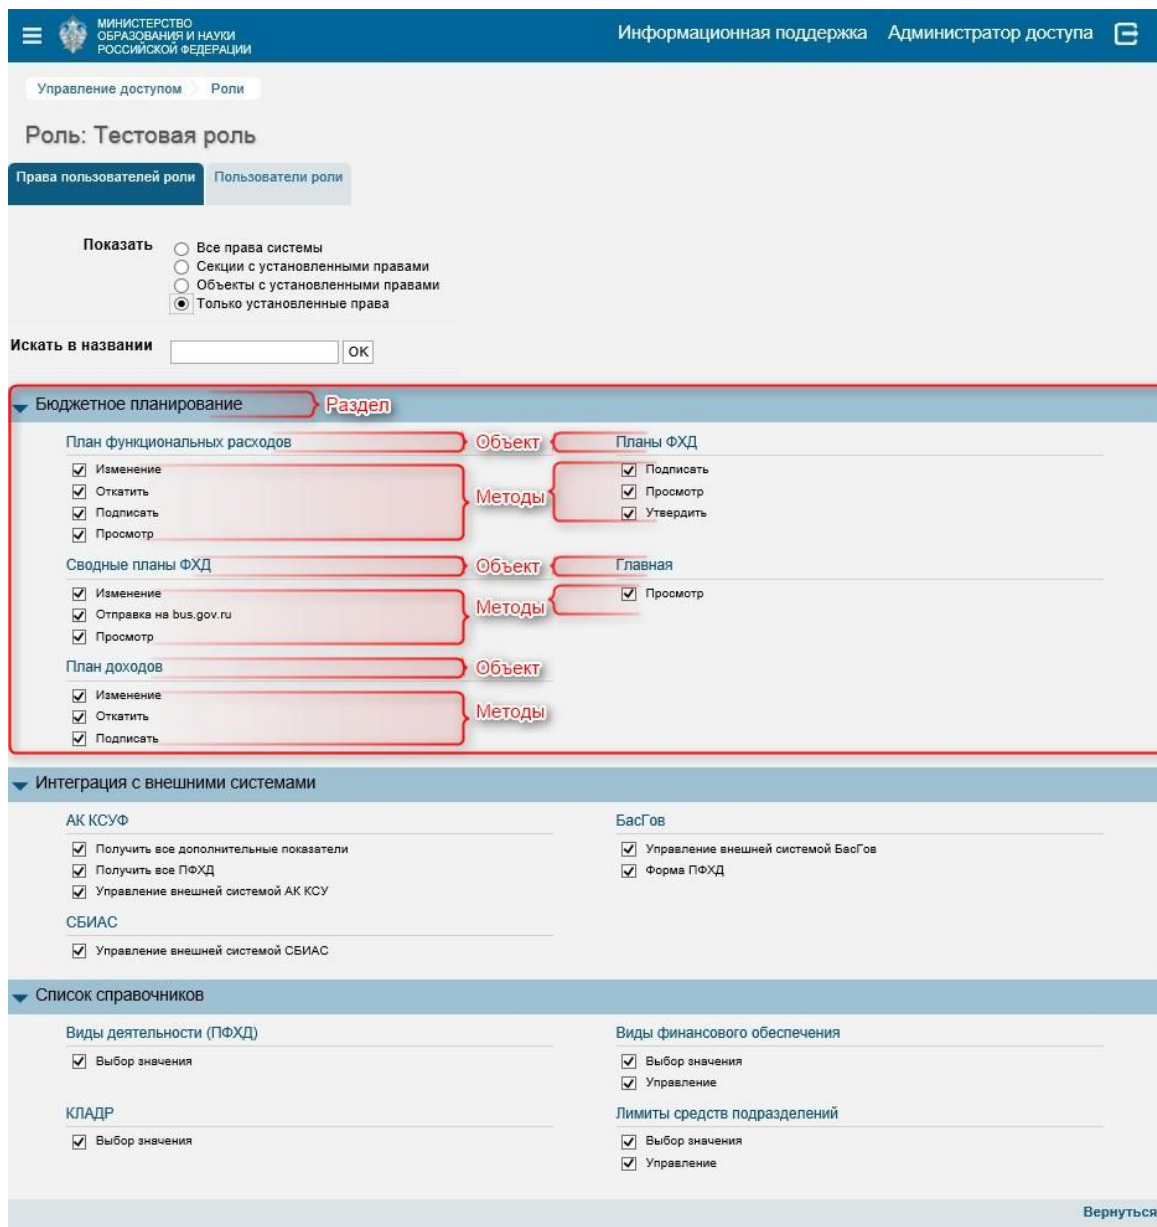 МИНИСТЕРСТВО
ОБРАЗОВАНИЯ И НАУКИ
РОССИЙСКОЙ ФЕДЕРАЦИИ
Информационная поддержка Администратор доступа
Управление доступом Роли
Роль: Тестовая роль
Права пользователей роли Пользователи роли
Показать
Все права системы
Секции с установленными правами
Объекты с установленными правами
Только установленные права
Искать в названии OK
Бюджетное планирование Раздел
План функциональных расходов Объект Планы ФХД
Изменение Подписать
Откатить Методы Просмотр
Подписать Утвердить
Просмотр
Сводные планы ФХД Объект Главная
Изменение Методы Просмотр
Отправка на bus.gov.ru
Просмотр
План доходов Объект
Изменение
Откатить Методы
Подписать
Интеграция с внешними системами
АК КСУФ БасГов
Получить все дополнительные показатели Управление внешней системой БасГов
Получить все ПФХД Форма ПФХД
Управление внешней системой АК КСУ
СБИАС
Управление внешней системой СБИАС
Список справочников
Виды деятельности (ПФХД) Виды финансового обеспечения
Выбор значения Выбор значения
Управление
КЛАДР Лимиты средств подразделений
Выбор значения Выбор значения
Управление
Вернуться